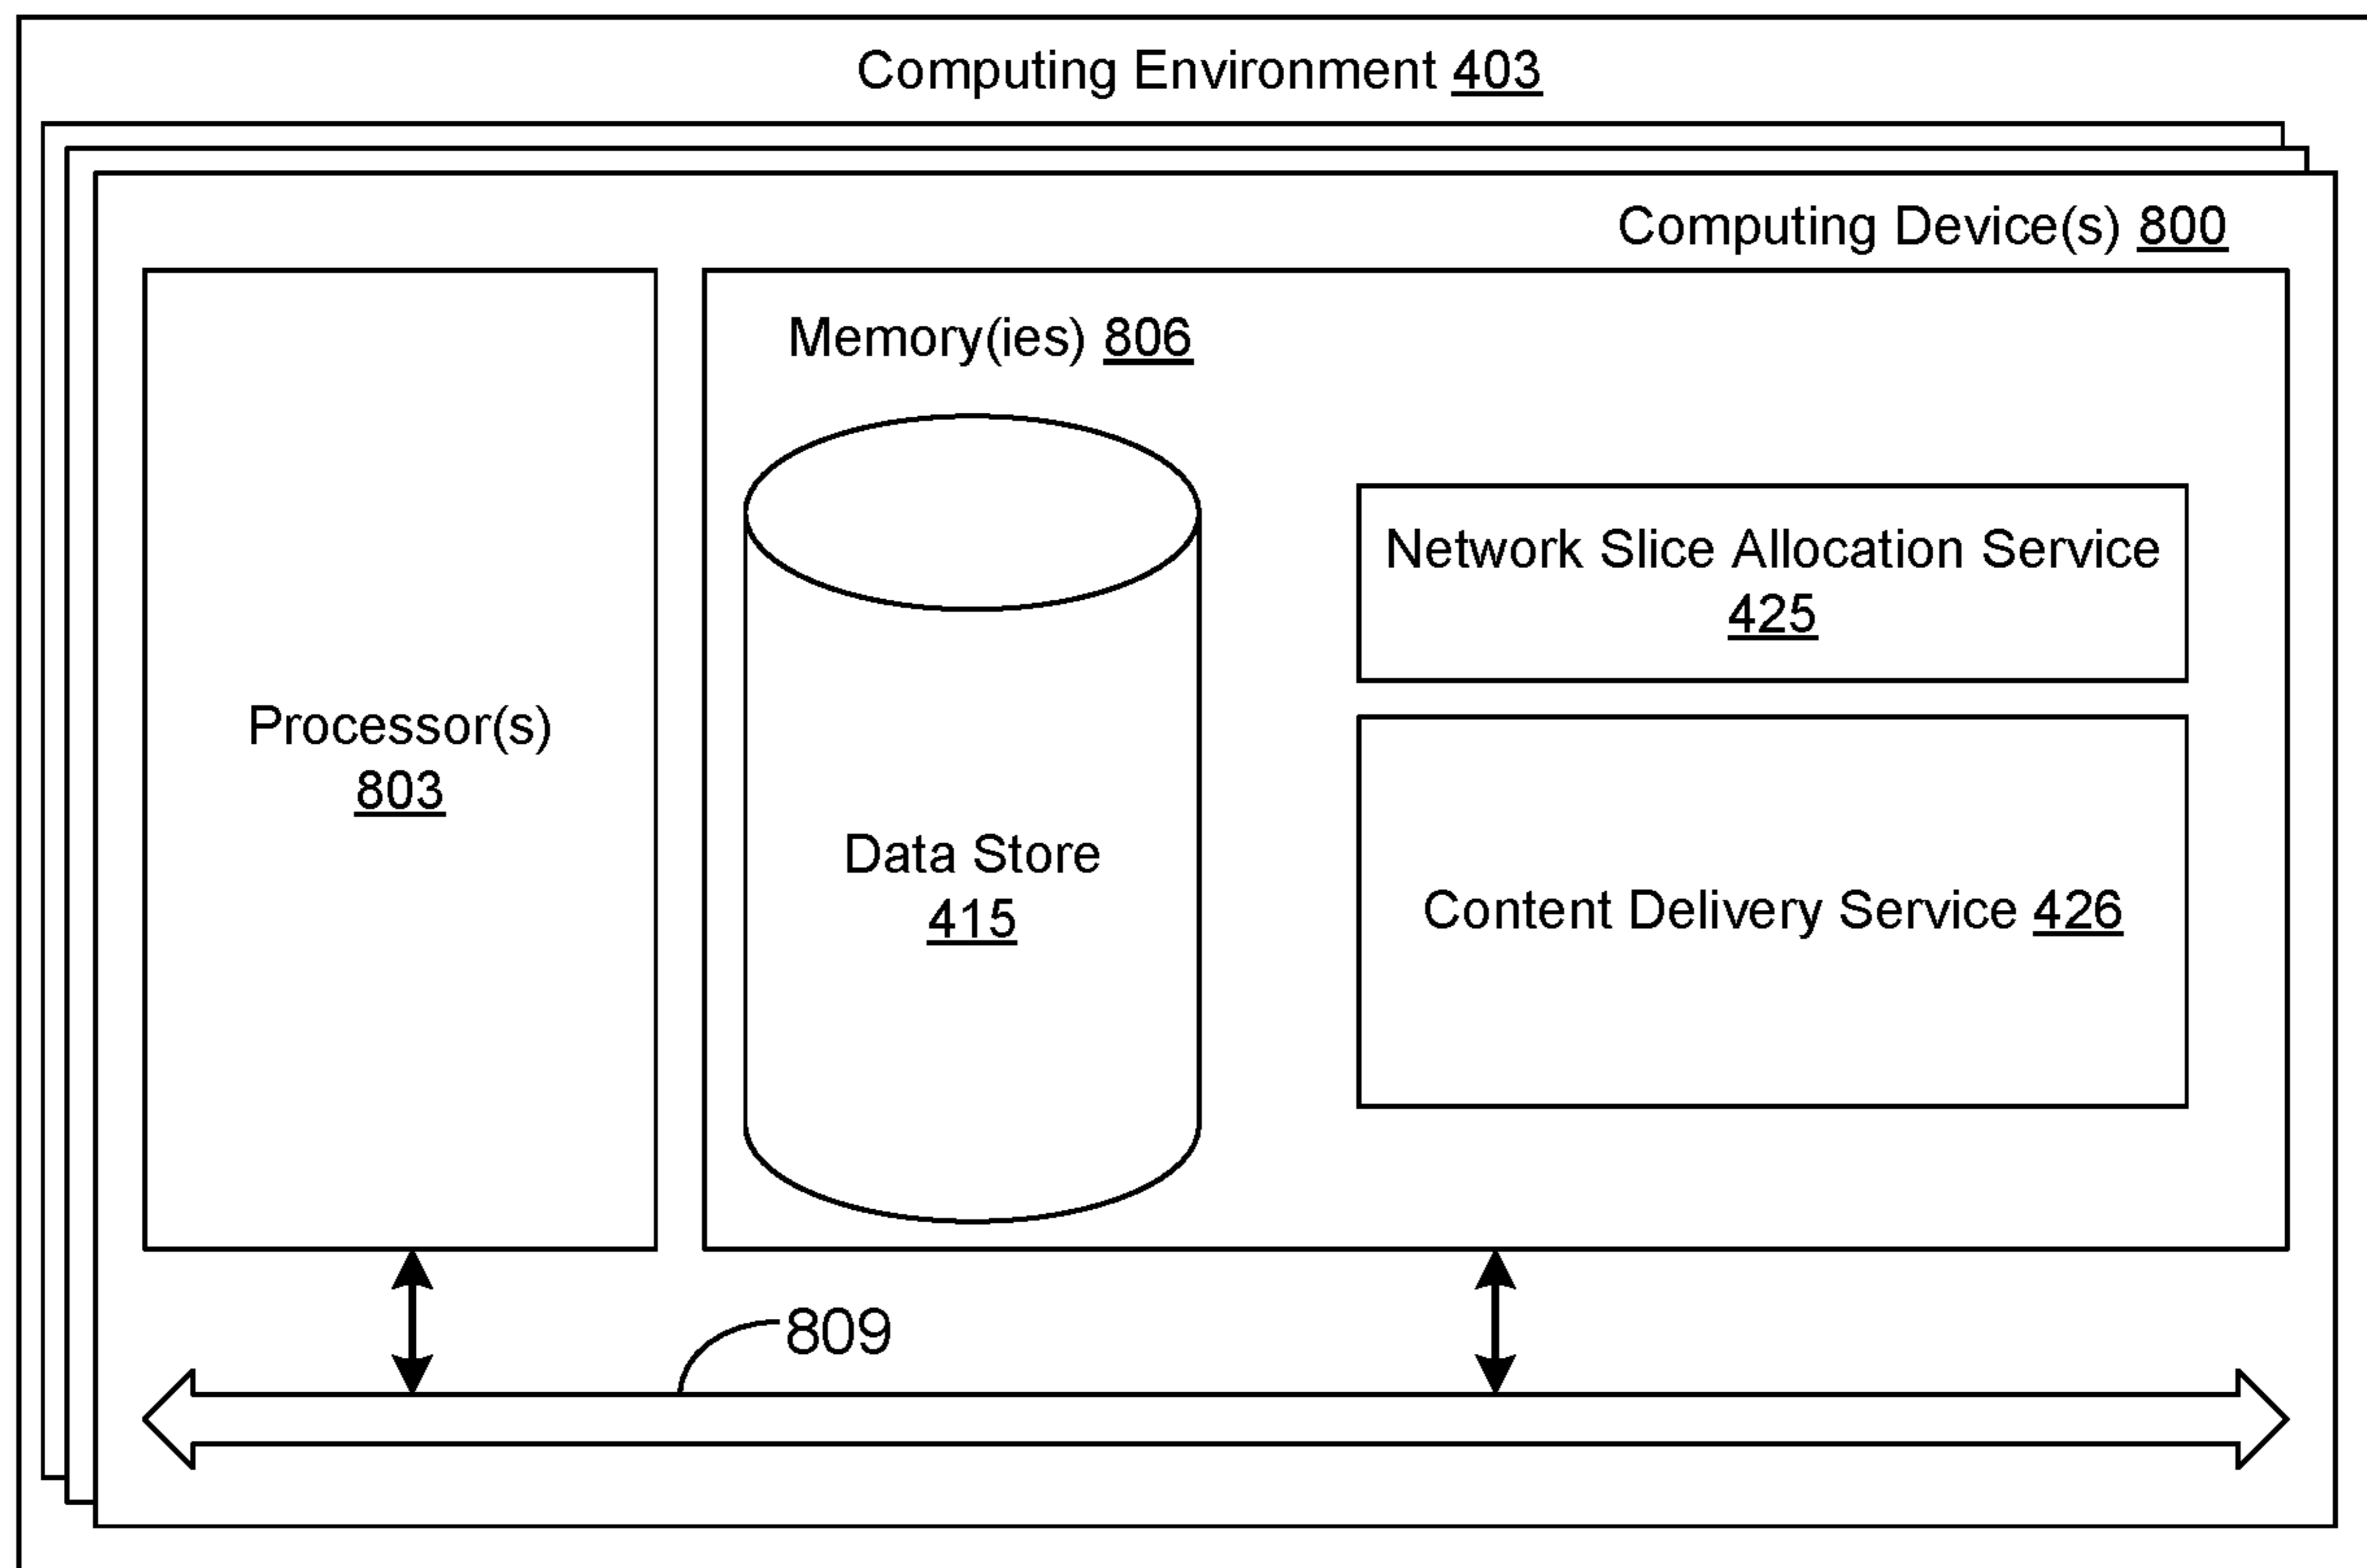 Computing Environment 403
Computing Device(s) 800
Memory(ies) 806
Network Slice Allocation Service
425
Processor(s)
803
Data Store
415
Content Delivery Service 426
809